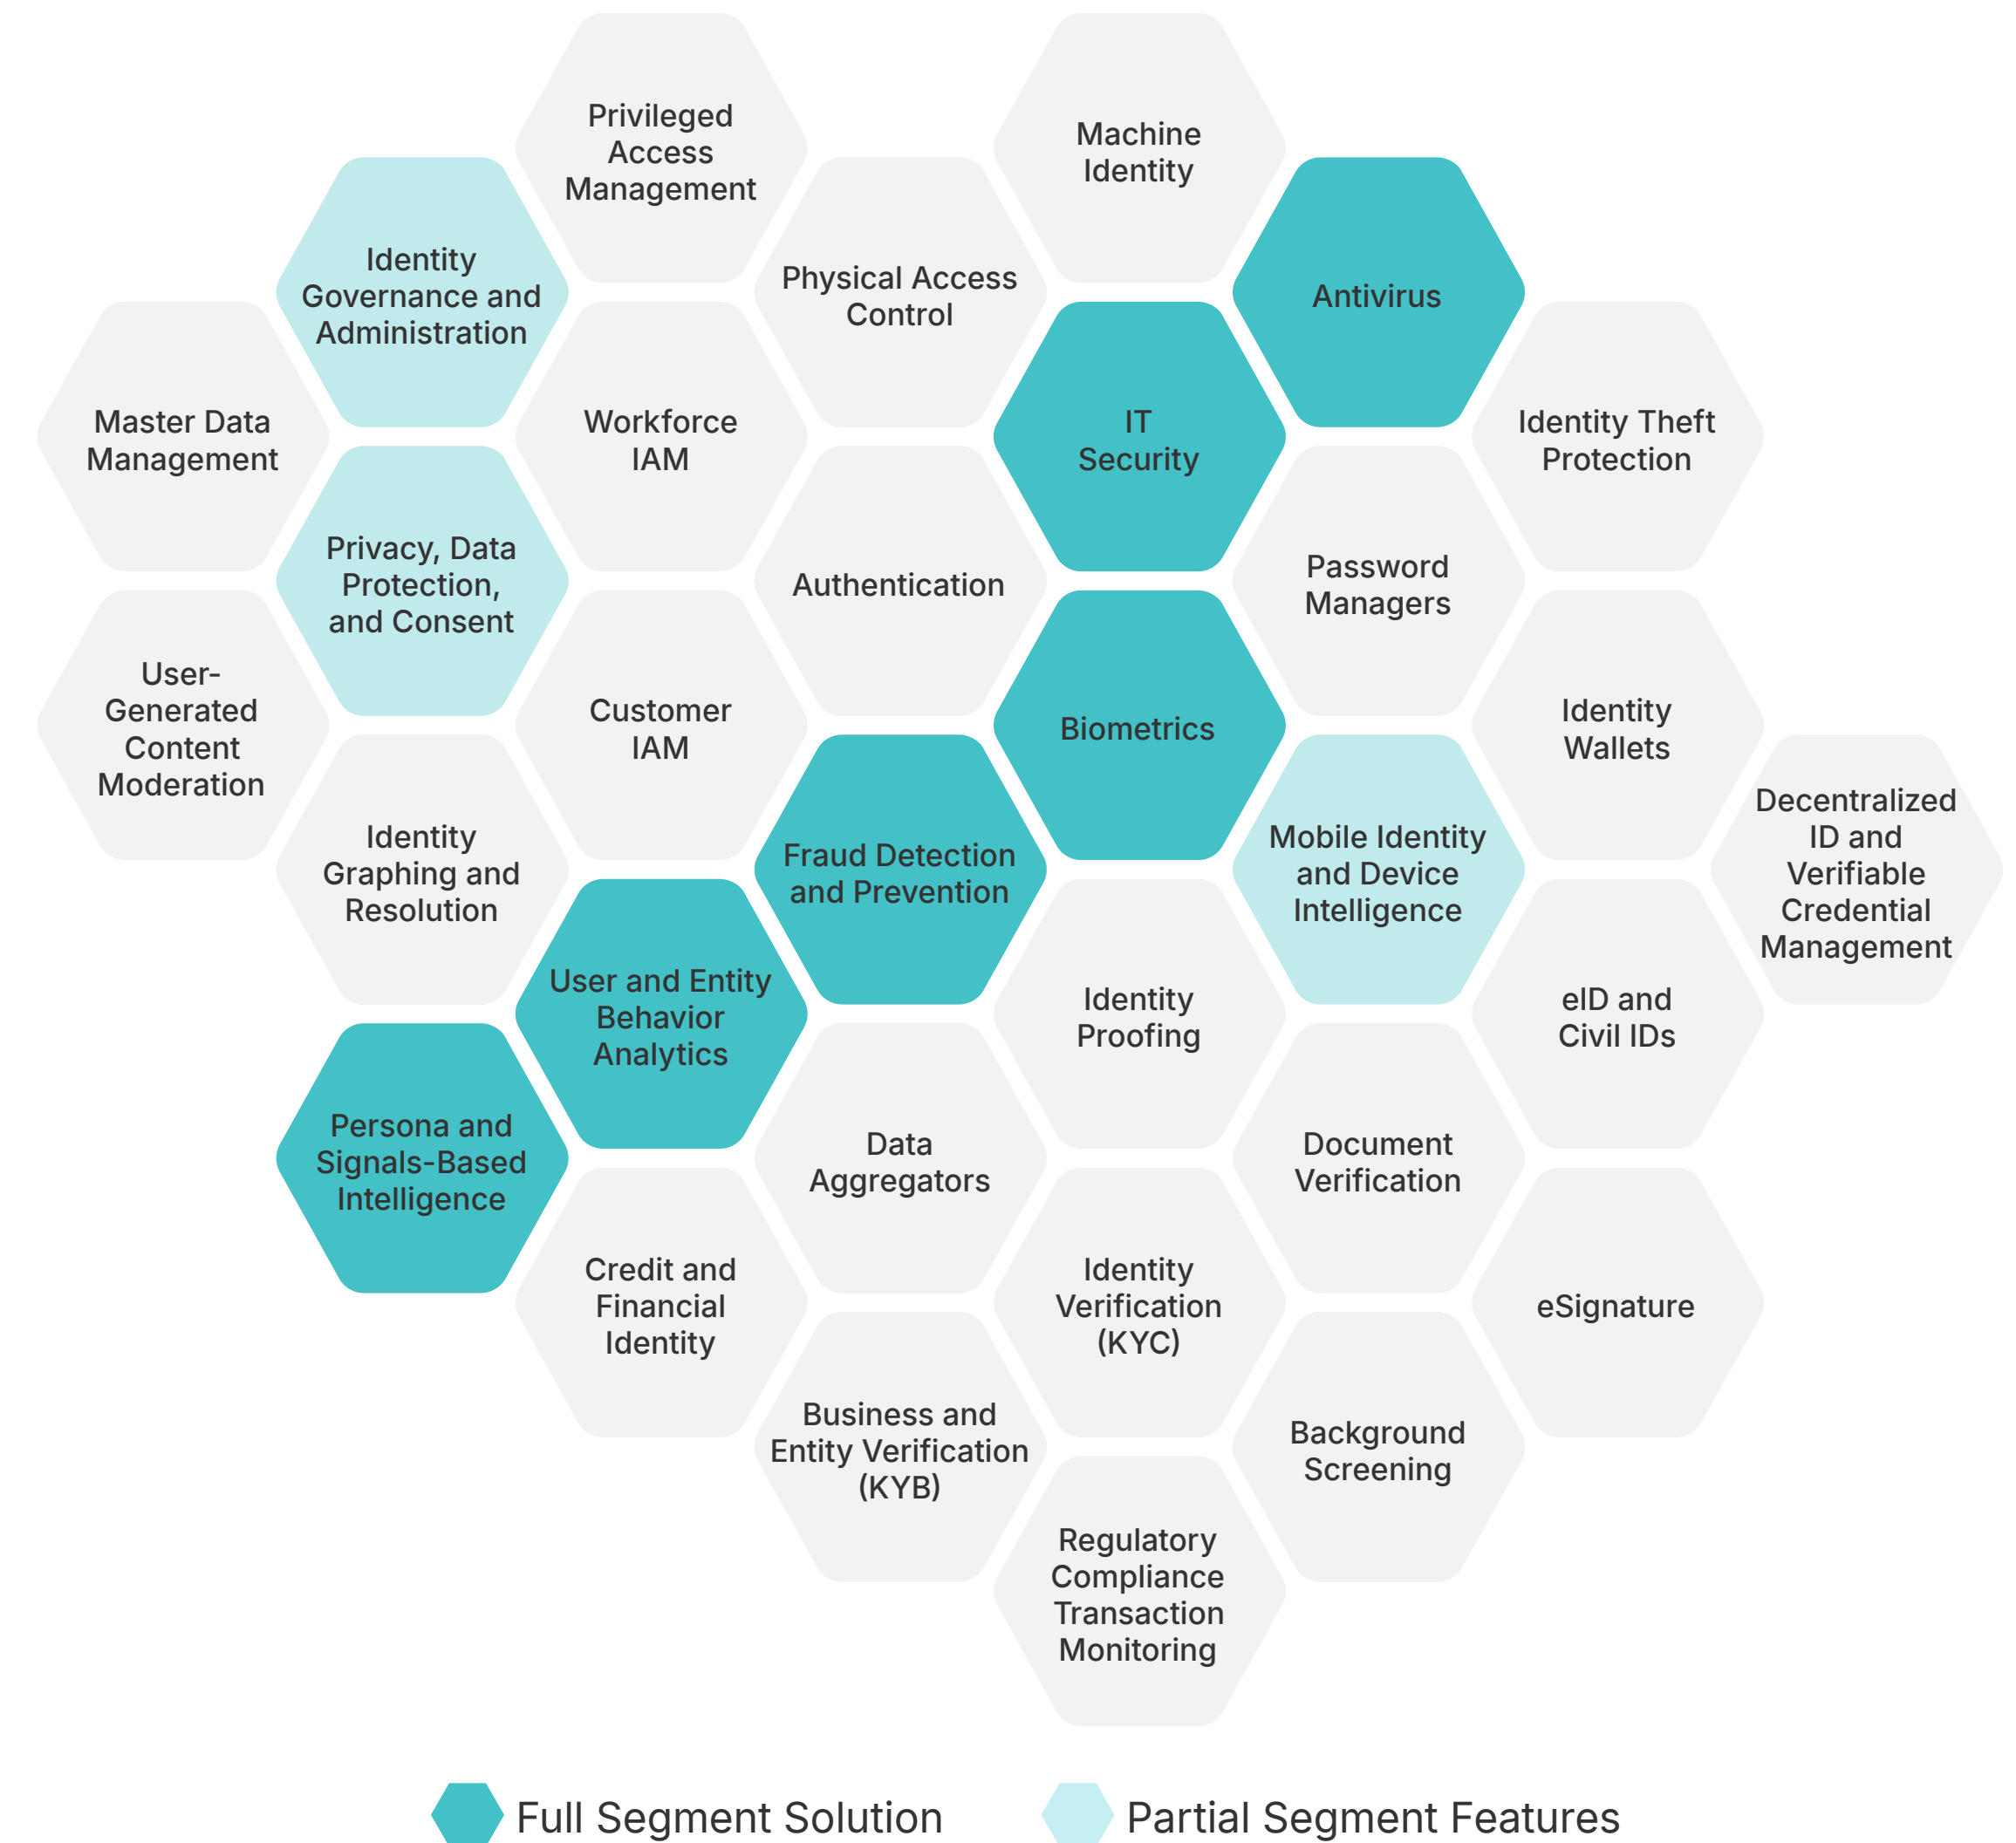 Privileged
Access
Management
Machine
Identity
Identity
Governance and
Administration
Physical Access
Control
Antivirus
Master Data
Management
Workforce
IAM
IT
Security
Identity Theft
Protection
Privacy, Data
Protection,
and Consent
Authentication
Password
Managers
User-
Generated
Content
Moderation
Customer
IAM
Biometrics
Identity
Wallets
Identity
Graphing and
Resolution
Fraud Detection
and Prevention
Mobile Identity
and Device
Intelligence
Decentralized
ID and
Verifiable
Credential
Management
User and Entity
Behavior
Analytics
Identity
Proofing
eID and
Civil IDs
Persona and
Signals-Based
Intelligence
Data
Aggregators
Document
Verification
Credit and
Financial
Identity
Identity
Verification
(KYC)
eSignature
Business and
Entity Verification
(KYB)
Background
Screening
Regulatory
Compliance
Transaction
Monitoring
Full Segment Solution
Partial Segment Features